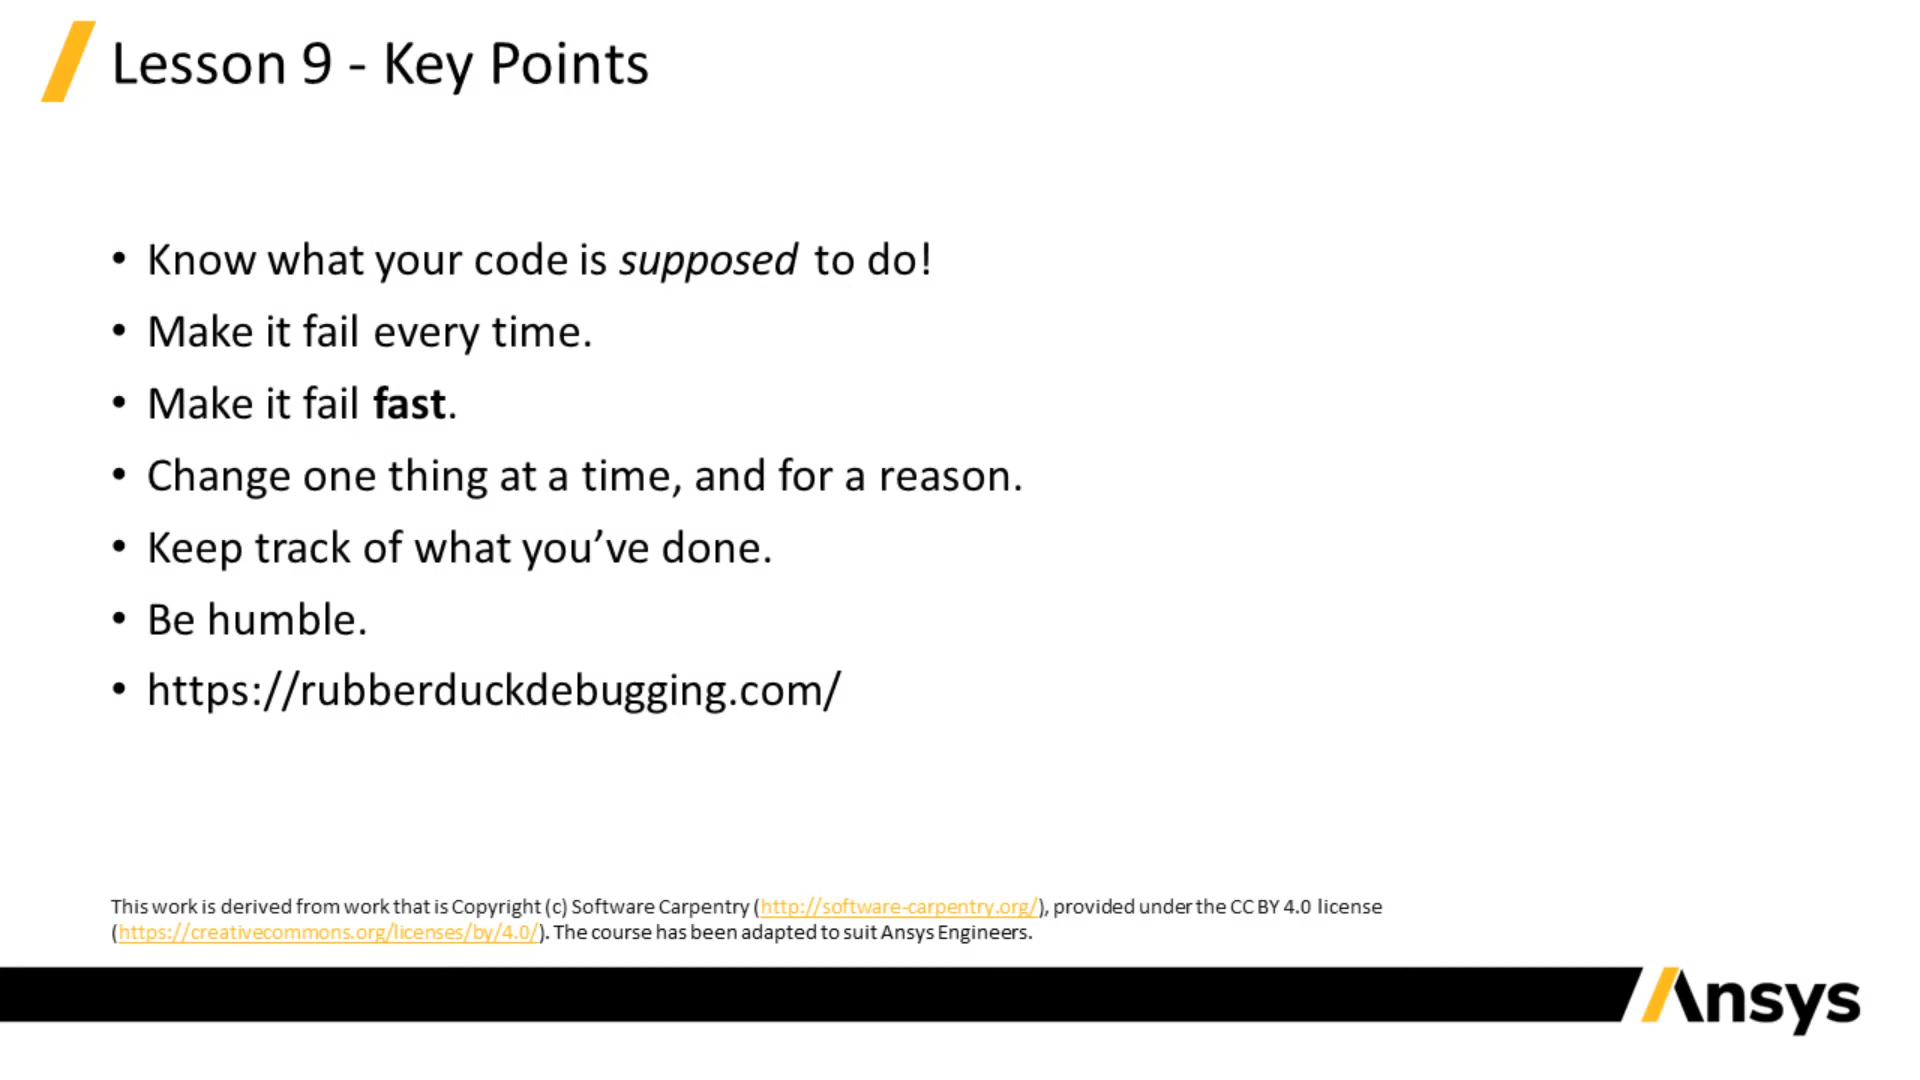 Lesson 9 - Key Points
• Know what your code is supposed to do!
• Make it fail every time.
• Make it fail fast.
• Change one thing at a time, and for a reason.
• Keep track of what you’ve done.
• Be humble.
• https://rubberduckdebugging.com/
This work is derived from work that is Copyright (c) Software Carpentry (http://software-carpentry.org/), provided under the CC BY 4.0 license
(https://creativecommons.org/licenses/by/4.0/). The course has been adapted to suit Ansys Engineers.
Ansys